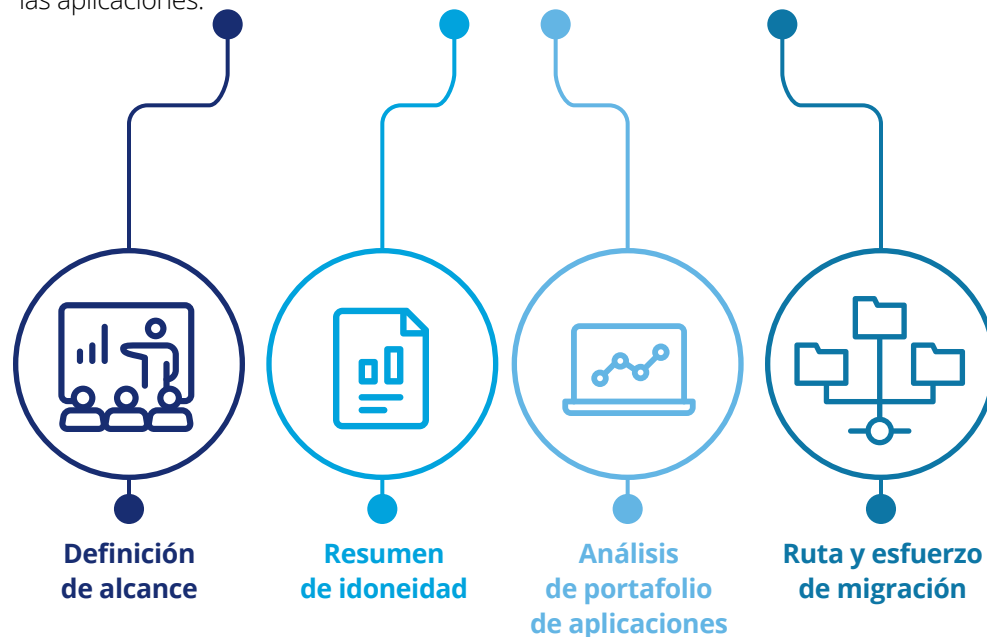 las aplicaciones.
Definición
de alcance
Resumen
de idoneidad
Análisis
de portafolio
de aplicaciones
Ruta y esfuerzo
de migración